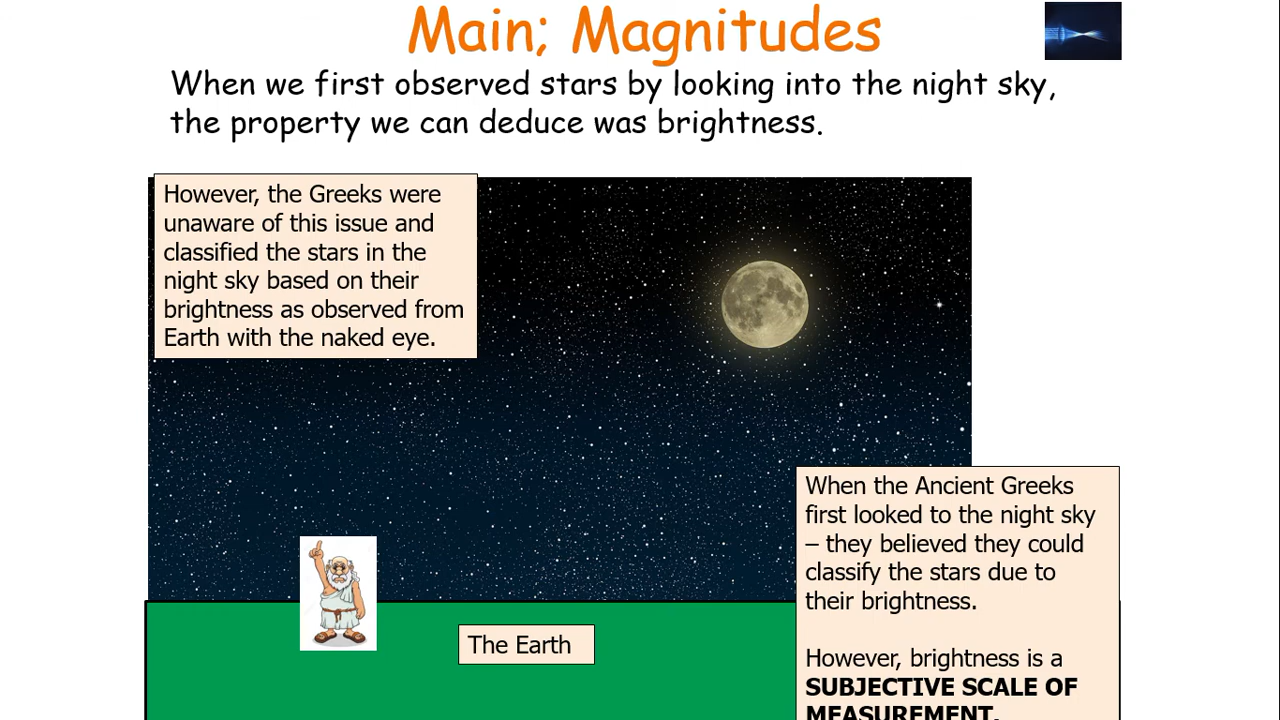 Main; Magnitudes
When we first observed stars by looking into the night sky,
the property we can deduce was brightness.
However, the Greeks were
unaware of this issue and
classified the stars in the
night sky based on their
brightness as observed from
Earth with the naked eye.
When the Ancient Greeks
first looked to the night sky
– they believed they could
classify the stars due to
their brightness.
However, brightness is a
SUBJECTIVE SCALE OF
MEASUREMENT.
The Earth